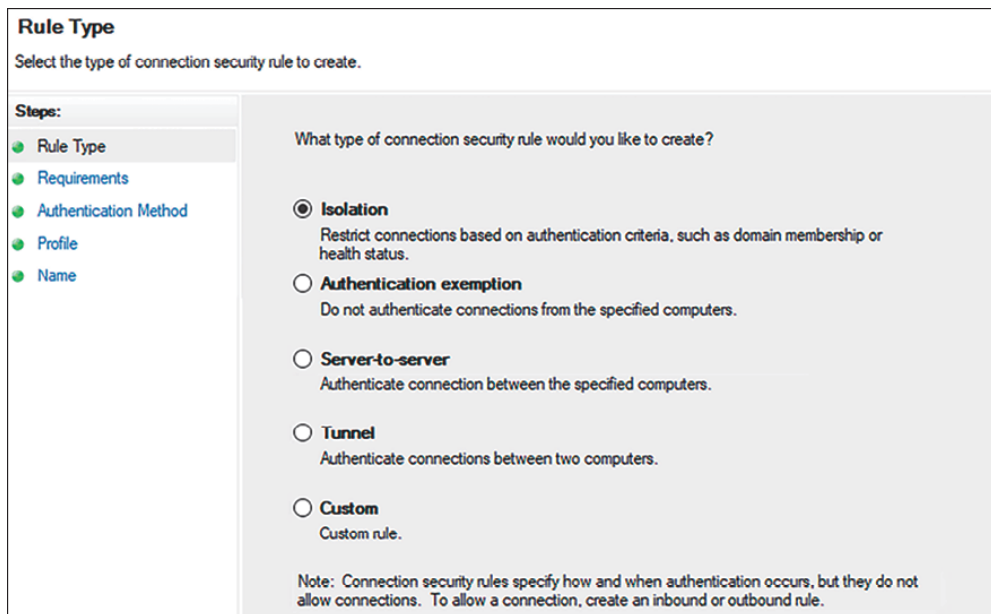 Rule Type
Select the type of connection security rule to create.
Steps:
Rule Type
Requirements
Authentication Method
Profile
Name
What type of connection security rule would you like to create?
Isolation
Restrict connections based on authentication criteria, such as domain membership or
health status.
Authentication exemption
Do not authenticate connections from the specified computers.
Server-to-server
Authenticate connection between the specified computers.
Tunnel
Authenticate connections between two computers.
Custom
Custom rule.
Note: Connection security rules specify how and when authentication occurs, but they do not
allow connections. To allow a connection, create an inbound or outbound rule.